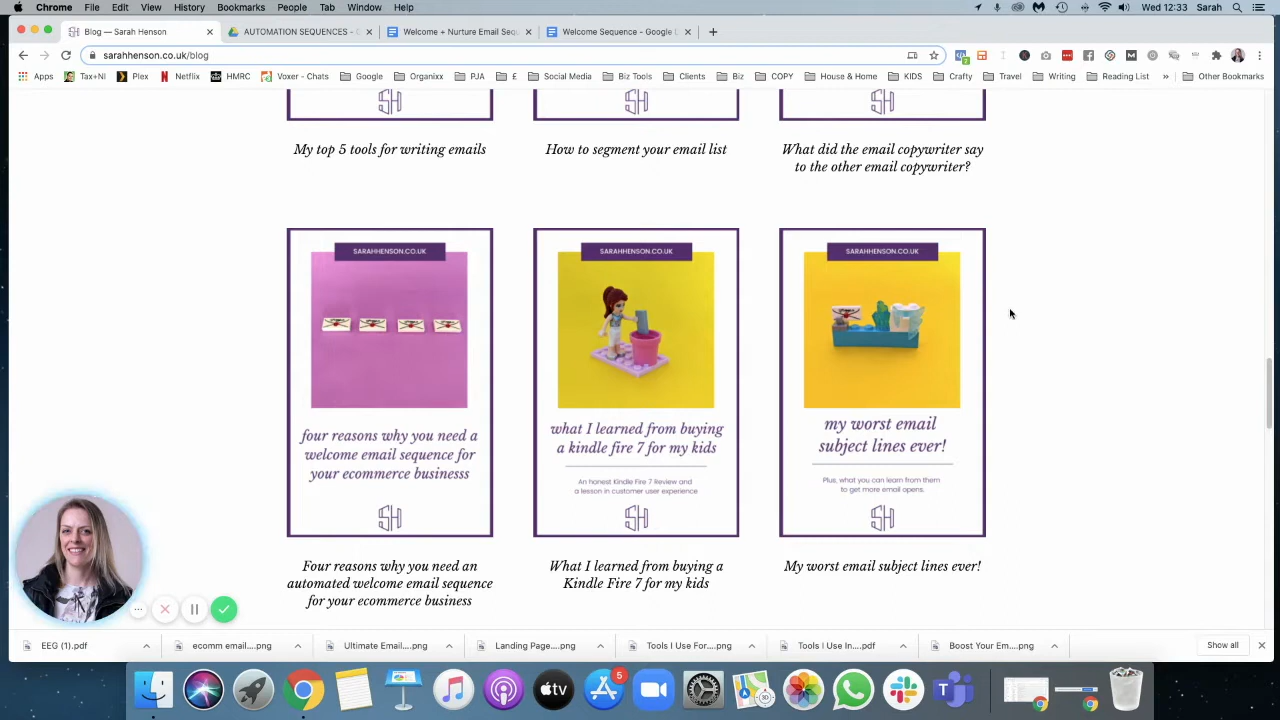 Chrome File Edit View History Bookmarks People Tab Window Help Wed 12:33 Sarah
Blog — Sarah Henson AUTOMATION SEQUENCES - Welcome + Nurture Email Seq Welcome Sequence - Google
sarahhenson.co.uk/blog
Apps Tax+NI Plex Netflix HMRC Voxer - Chats Google Organixx PJA £ Social Media Biz Tools Clients Biz COPY House & Home KIDS Crafty Travel Writing Reading List » Other Bookmarks
SH SH SH
My top 5 tools for writing emails
How to segment your email list
What did the email copywriter say
to the other email copywriter?
SARAHHENSON.CO.UK
four reasons why you need a
welcome email sequence for
your ecommerce businesss
SH
Four reasons why you need an
automated welcome email sequence
for your ecommerce business
SARAHHENSON.CO.UK
what I learned from buying
a kindle fire 7 for my kids
An honest Kindle Fire 7 Review and
a lesson in customer user experience
SH
What I learned from buying a
Kindle Fire 7 for my kids
SARAHHENSON.CO.UK
my worst email
subject lines ever!
Plus, what you can learn from them
to get more email opens.
SH
My worst email subject lines ever!
EEG (1).pdf ecomm email....png Ultimate Email....png Landing Page....png Tools I Use For....png Tools I Use In....pdf Boost Your Em....png Show all
tv 5